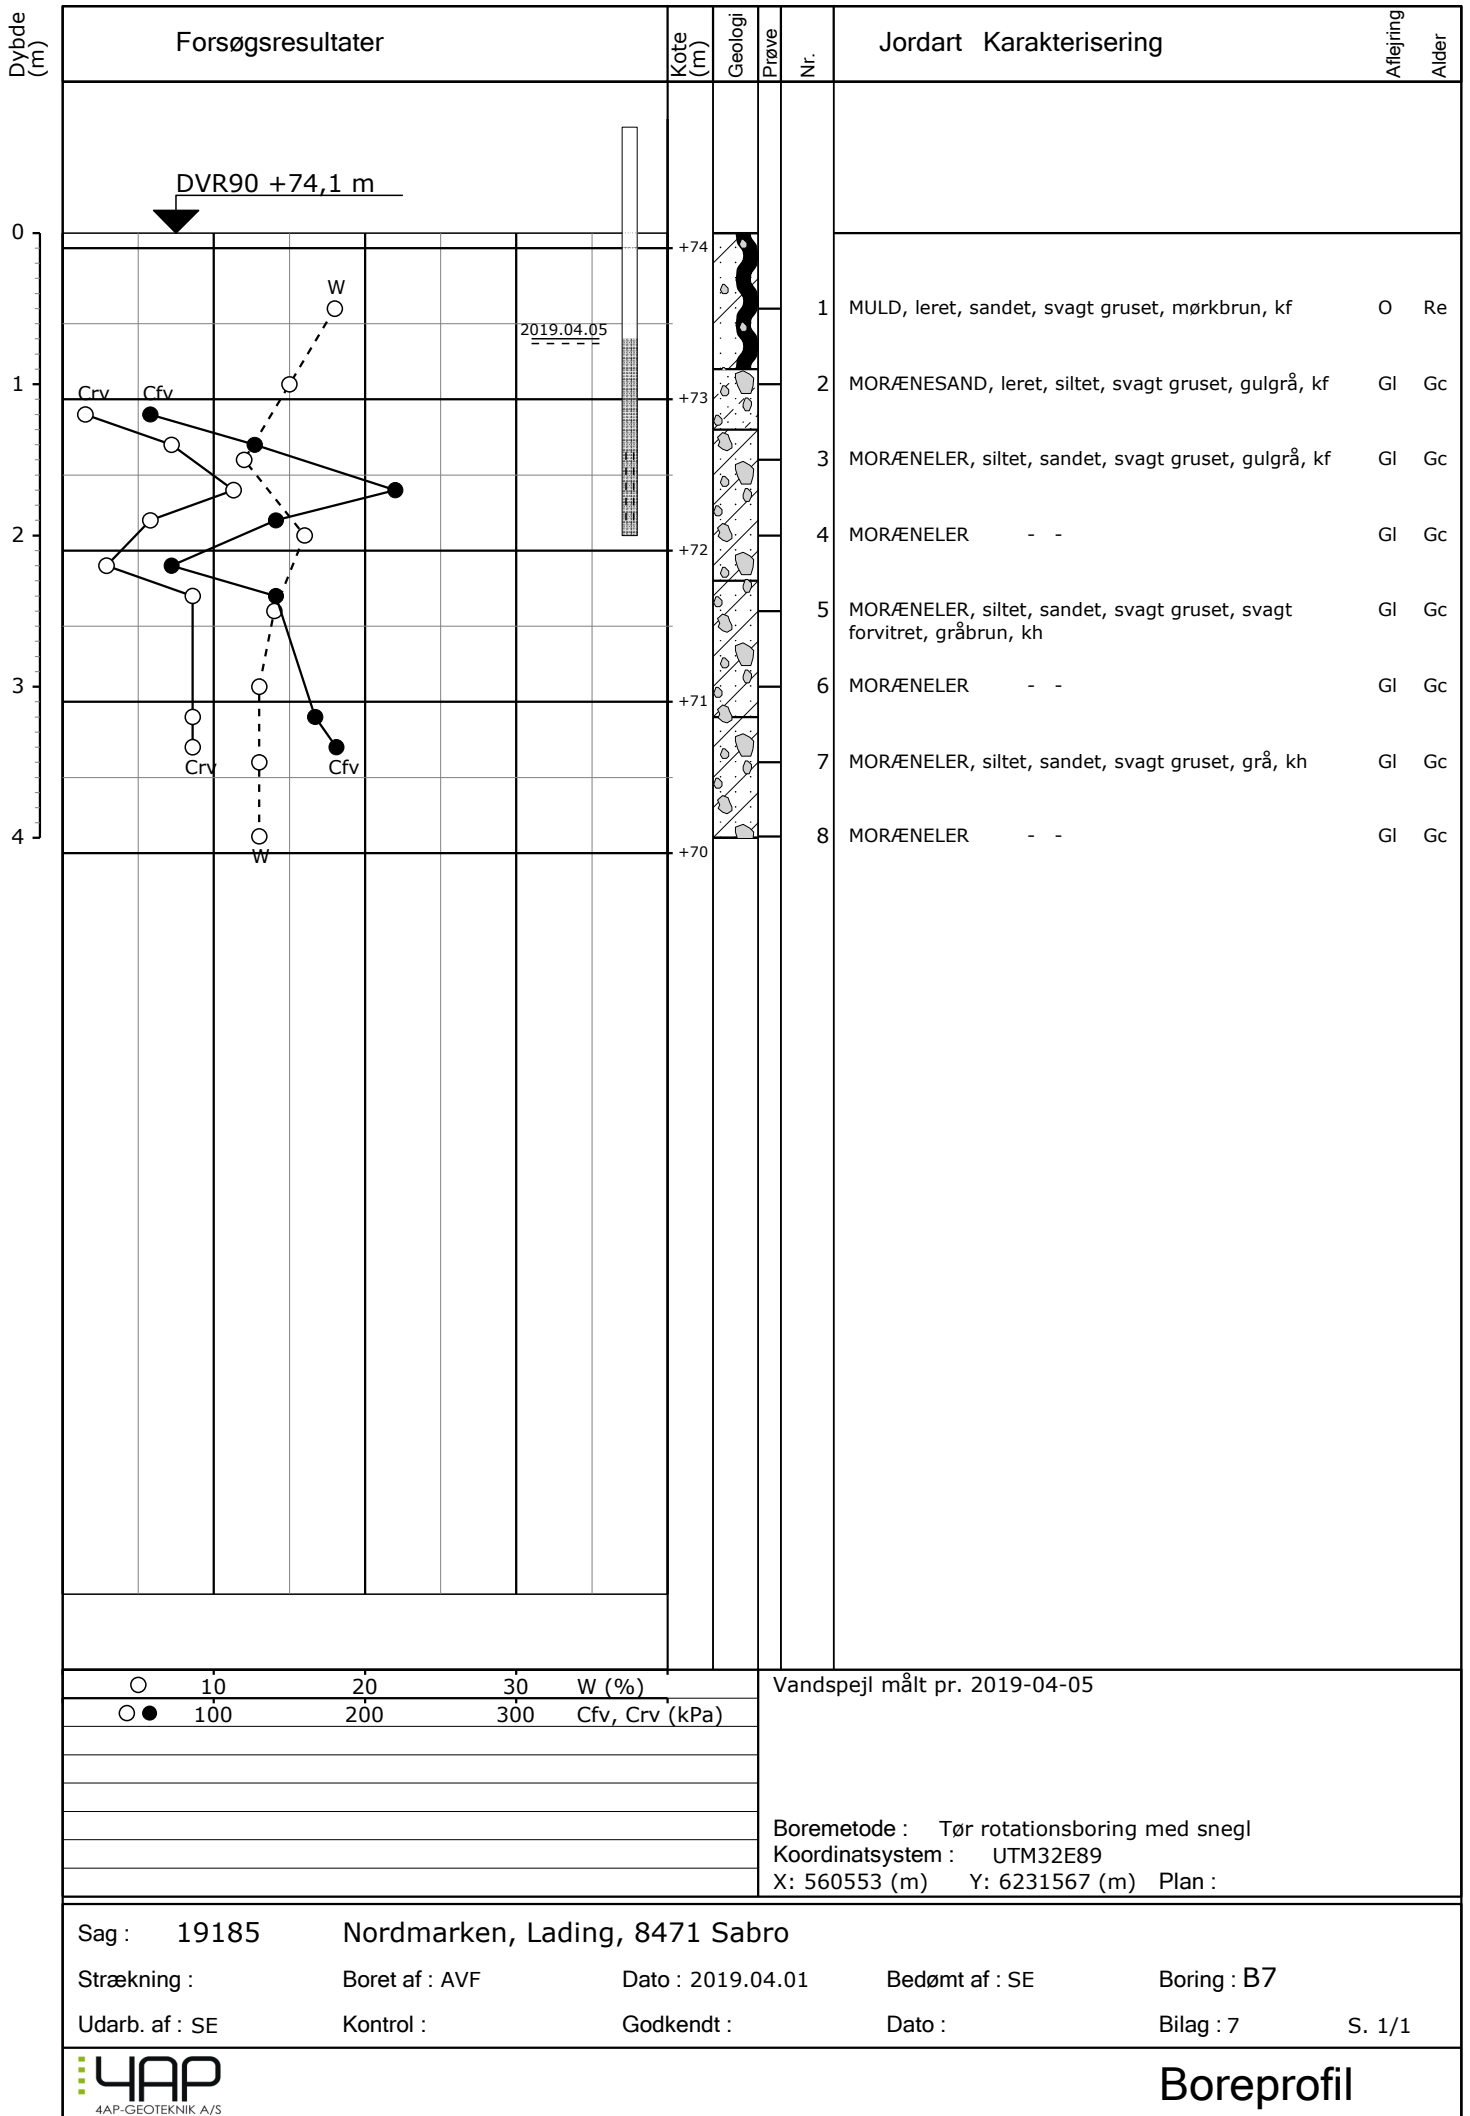 Dybde (m)
Forsøgsresultater
Kote (m)
Geologi
Prøve
Nr.
Jordart Karakterisering
Aflejring
Alder
DVR90 +74,1 m
0
+74
W
1 MULD, leret, sandet, svagt gruset, mørkbrun, kf O Re
2019.04.05
1
Crv Cfv
+73
2 MORÆNESAND, leret, siltet, svagt gruset, gulgrå, kf Gl Gc
3 MORÆNELER, siltet, sandet, svagt gruset, gulgrå, kf Gl Gc
2
+72
4 MORÆNELER - - Gl Gc
5 MORÆNELER, siltet, sandet, svagt gruset, svagt Gl Gc
forvitret, gråbrun, kh
3
+71
6 MORÆNELER - - Gl Gc
Crv Cfv
7 MORÆNELER, siltet, sandet, svagt gruset, grå, kh Gl Gc
4
W
+70
8 MORÆNELER - - Gl Gc
10 20 30 W (%)
100 200 300 Cfv, Crv (kPa)
Vandspejl målt pr. 2019-04-05
Boremetode : Tør rotationsboring med snegl
Koordinatsystem : UTM32E89
X: 560553 (m) Y: 6231567 (m) Plan :
Sag : 19185 Nordmarken, Lading, 8471 Sabro
Strækning : Boret af : AVF Dato : 2019.04.01 Bedømt af : SE Boring : B7
Udarb. af : SE Kontrol : Godkendt : Dato : Bilag : 7 S. 1/1
4AP
4AP-GEOTEKNIK A/S
Boreprofil